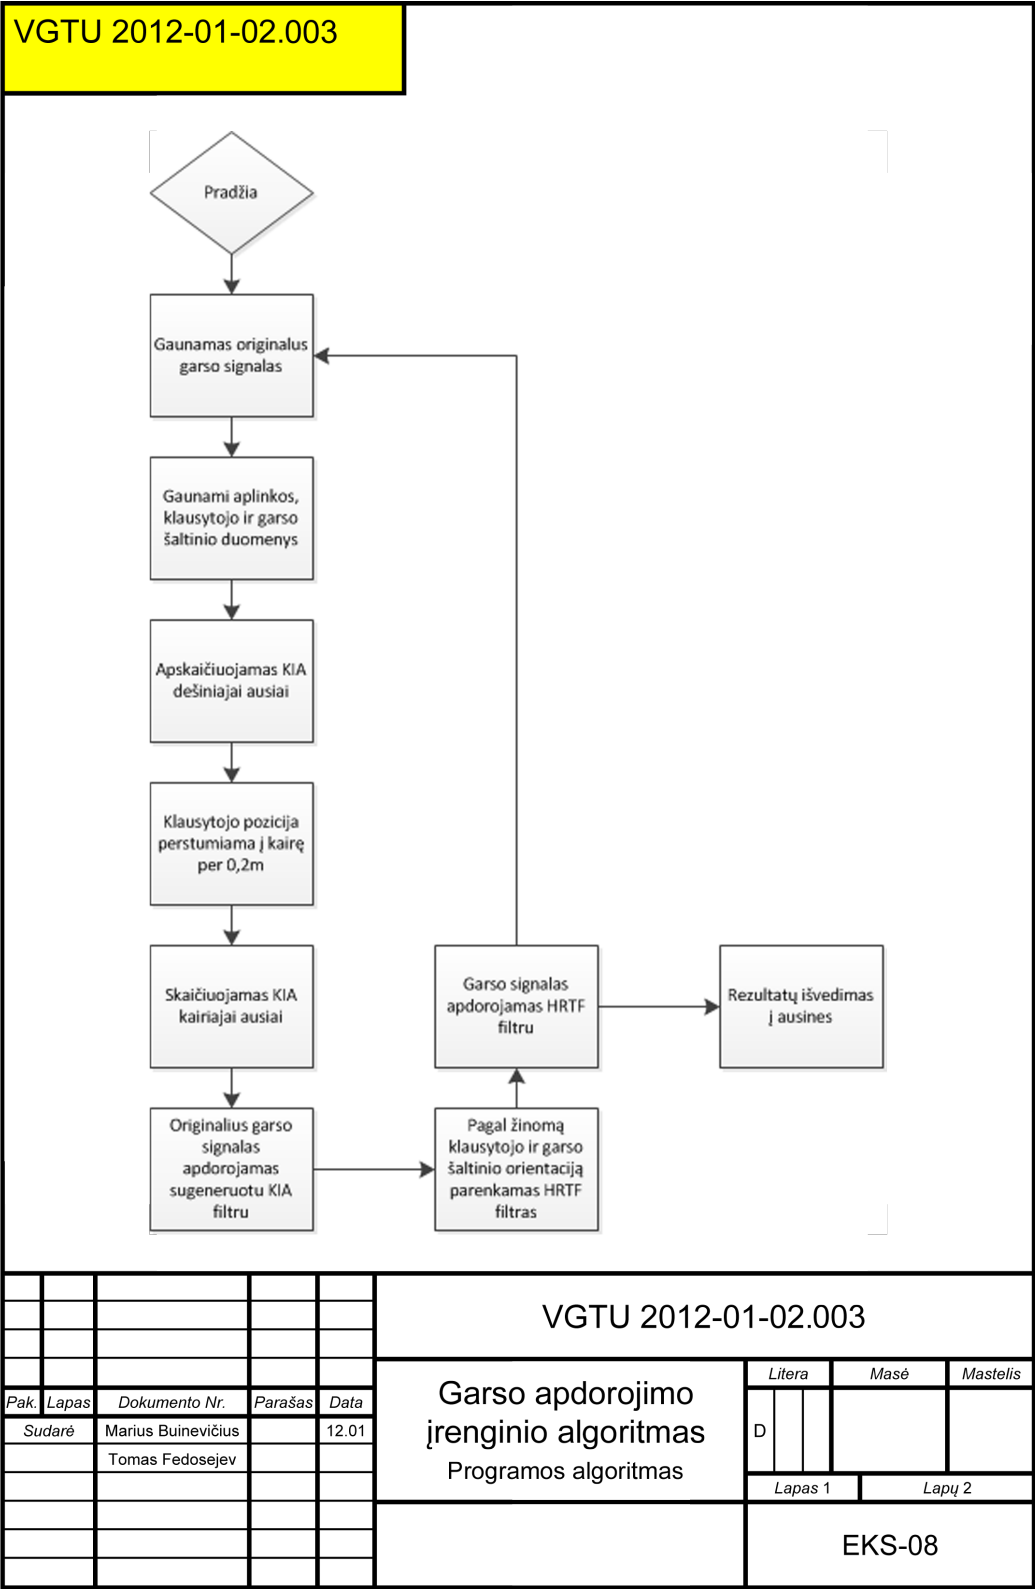 VGTU 2012-01-02.003
Pradžia
Gaunamas originalus
garso signalas
Gaunami aplinkos,
klausytojo ir garso
šaltinio duomenys
Apskaičiuojamas KIA
dešiniajai ausiai
Klausytojo pozicija
perstumiama į kairę
per 0,2m
Skaičiuojamas KIA
kairiajai ausiai
Originalius garso
signalas
apdorojamas
sugeneruotu KIA
filtru
Pagal žinomą
klausytojo ir garso
šaltinio orientaciją
parenkamas HRTF
filtras
Garso signalas
apdorojamas HRTF
filtru
Rezultatų išvedimas
į ausines
VGTU 2012-01-02.003
Pak. Lapas Dokumento Nr. Parašas Data
Sudarė Marius Buinevičius 12.01
Tomas Fedosejev
Garso apdorojimo
įrenginio algoritmas
Programos algoritmas
Litera Masė Mastelis
D
Lapas 1 Lapų 2
EKS-08